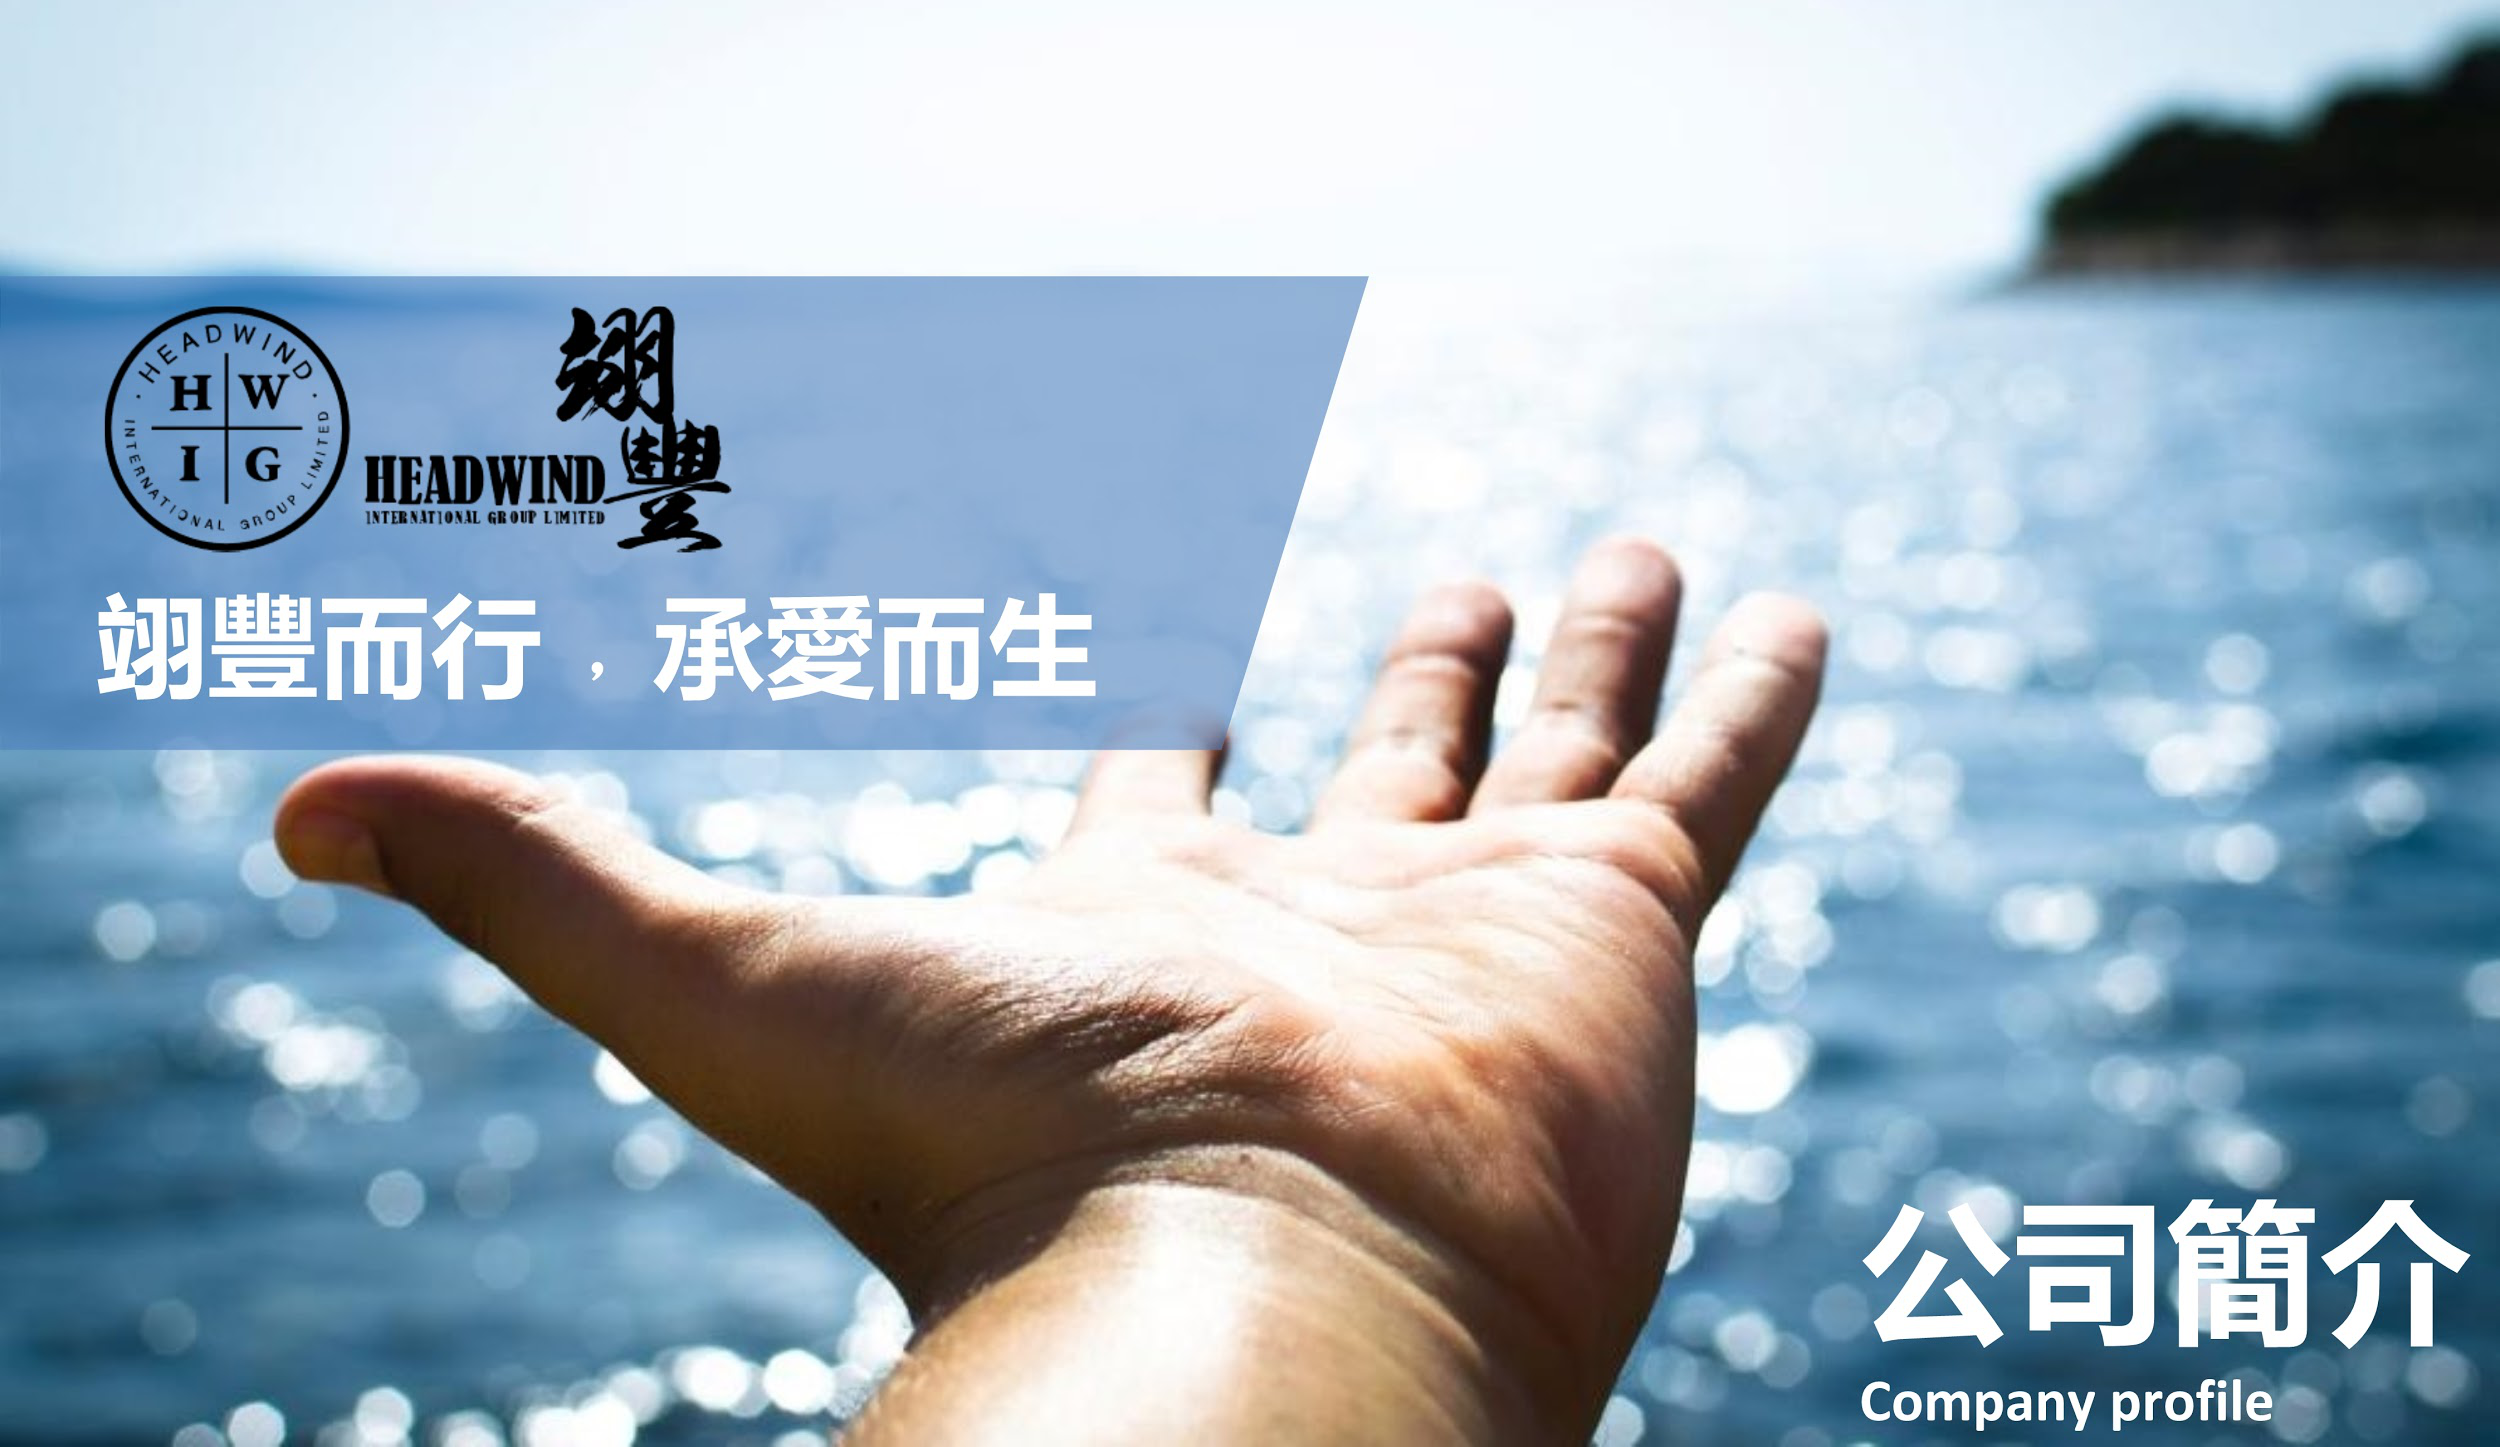 HEADWIND
H W
I G
INTERNATIONAL GROUP LIMITED
翊豐
HEADWIND
INTERNATIONAL GROUP LIMITED
翊豐而行，承愛而生
公司簡介
Company profile